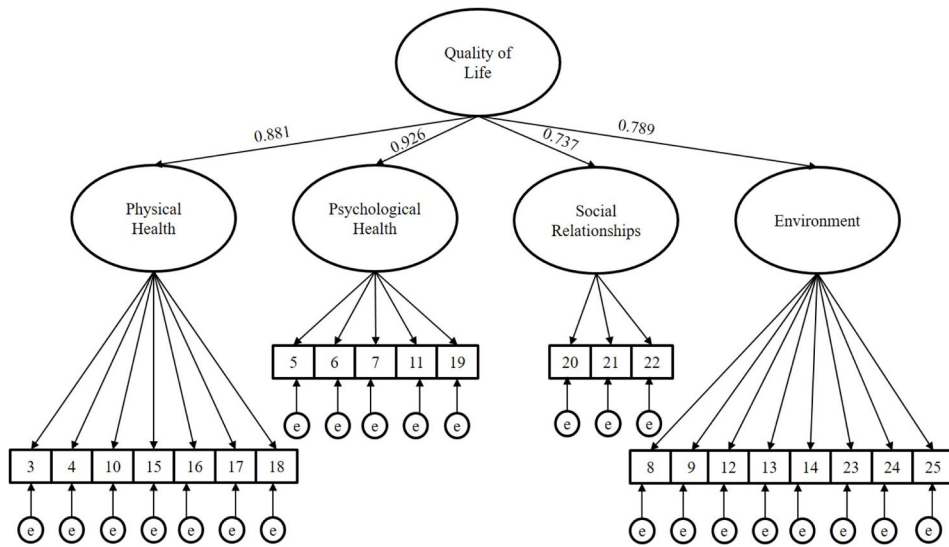 Quality of
Life
0.881
0.926
0.737
0.789
Physical
Health
Psychological
Health
Social
Relationships
Environment
5 6 7 11 19
20 21 22
e e e e e
e e e
3 4 10 15 16 17 18
8 9 12 13 14 23 24 25
e e e e e e e
e e e e e e e e